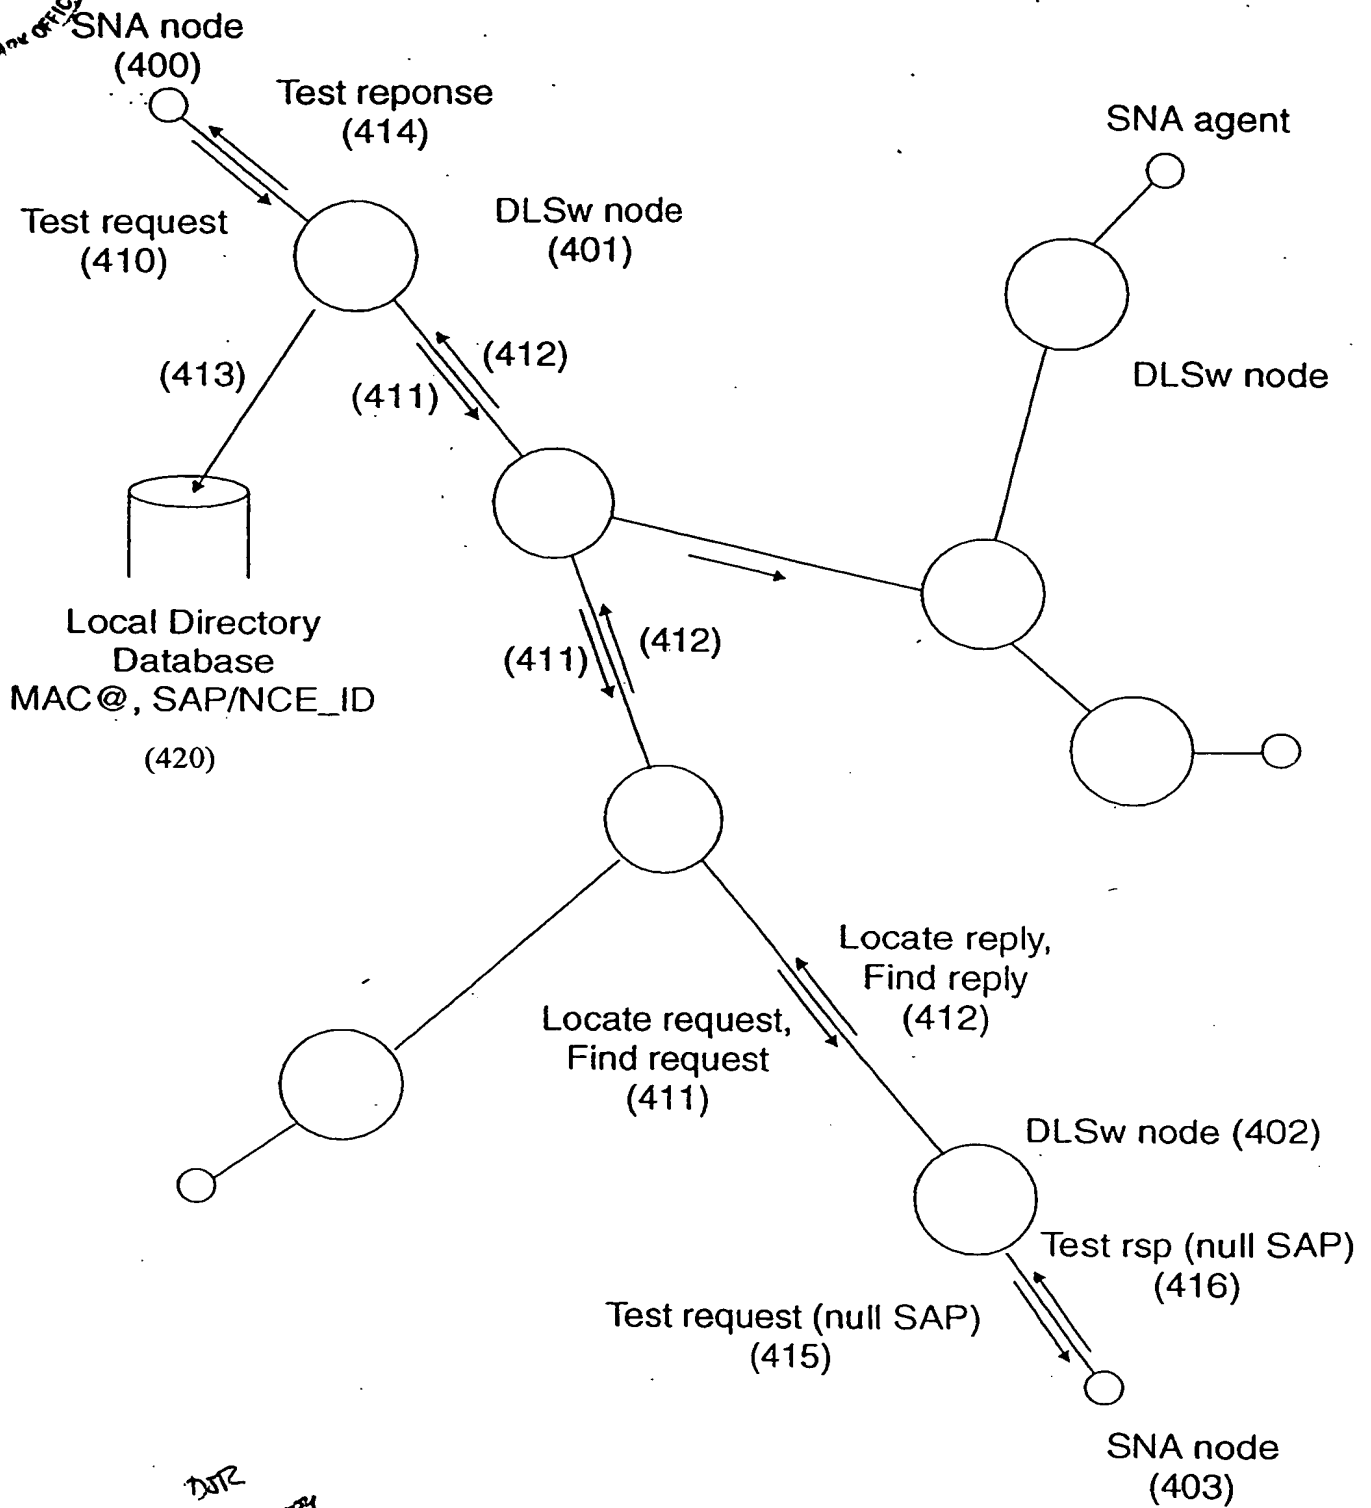 SNA node
(400)
Test reponse
(414)
SNA agent
Test request
(410)
DLSw node
(401)
(413)
(412)
(411)
DLSw node
Local Directory
Database
MAC@, SAP/NCE_ID
(420)
(411)
(412)
Locate reply,
Find reply
(412)
Locate request,
Find request
(411)
DLSw node (402)
Test rsp (null SAP)
(416)
Test request (null SAP)
(415)
SNA node
(403)